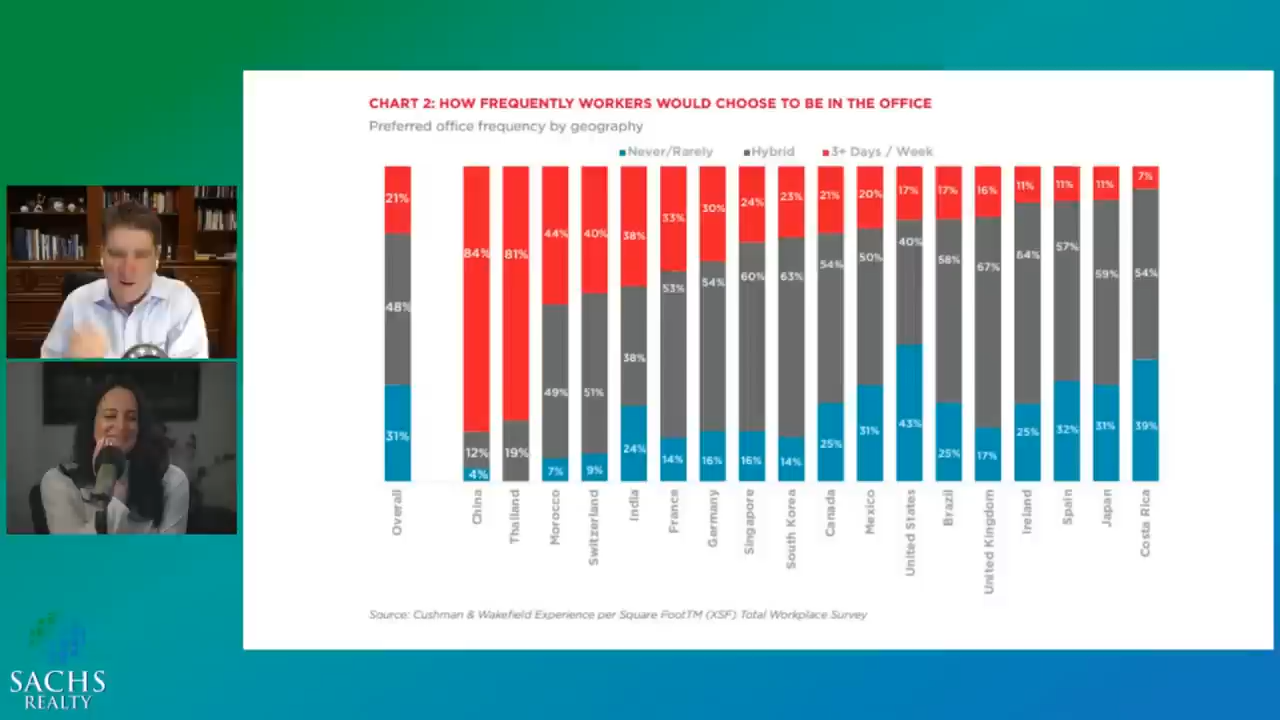 CHART 2: HOW FREQUENTLY WORKERS WOULD CHOOSE TO BE IN THE OFFICE
Preferred office frequency by geography
Never/Rarely Hybrid 3+ Days / Week
21% 84% 81% 44% 40% 38% 33% 30% 24% 23% 21% 20% 17% 17% 16% 11% 11% 11% 7%
48% 12% 19% 49% 51% 38% 53% 54% 60% 63% 54% 50% 40% 58% 67% 64% 57% 59% 54%
31% 4% 7% 9% 24% 14% 16% 16% 14% 25% 31% 43% 25% 17% 25% 32% 31% 39%
Overall China Thailand Morocco Switzerland India France Germany Singapore South Korea Canada Mexico United States Brazil United Kingdom Ireland Spain Japan Costa Rica
Source: Cushman & Wakefield Experience per Square FootTM (XSF) Total Workplace Survey
SACHS
REALTY